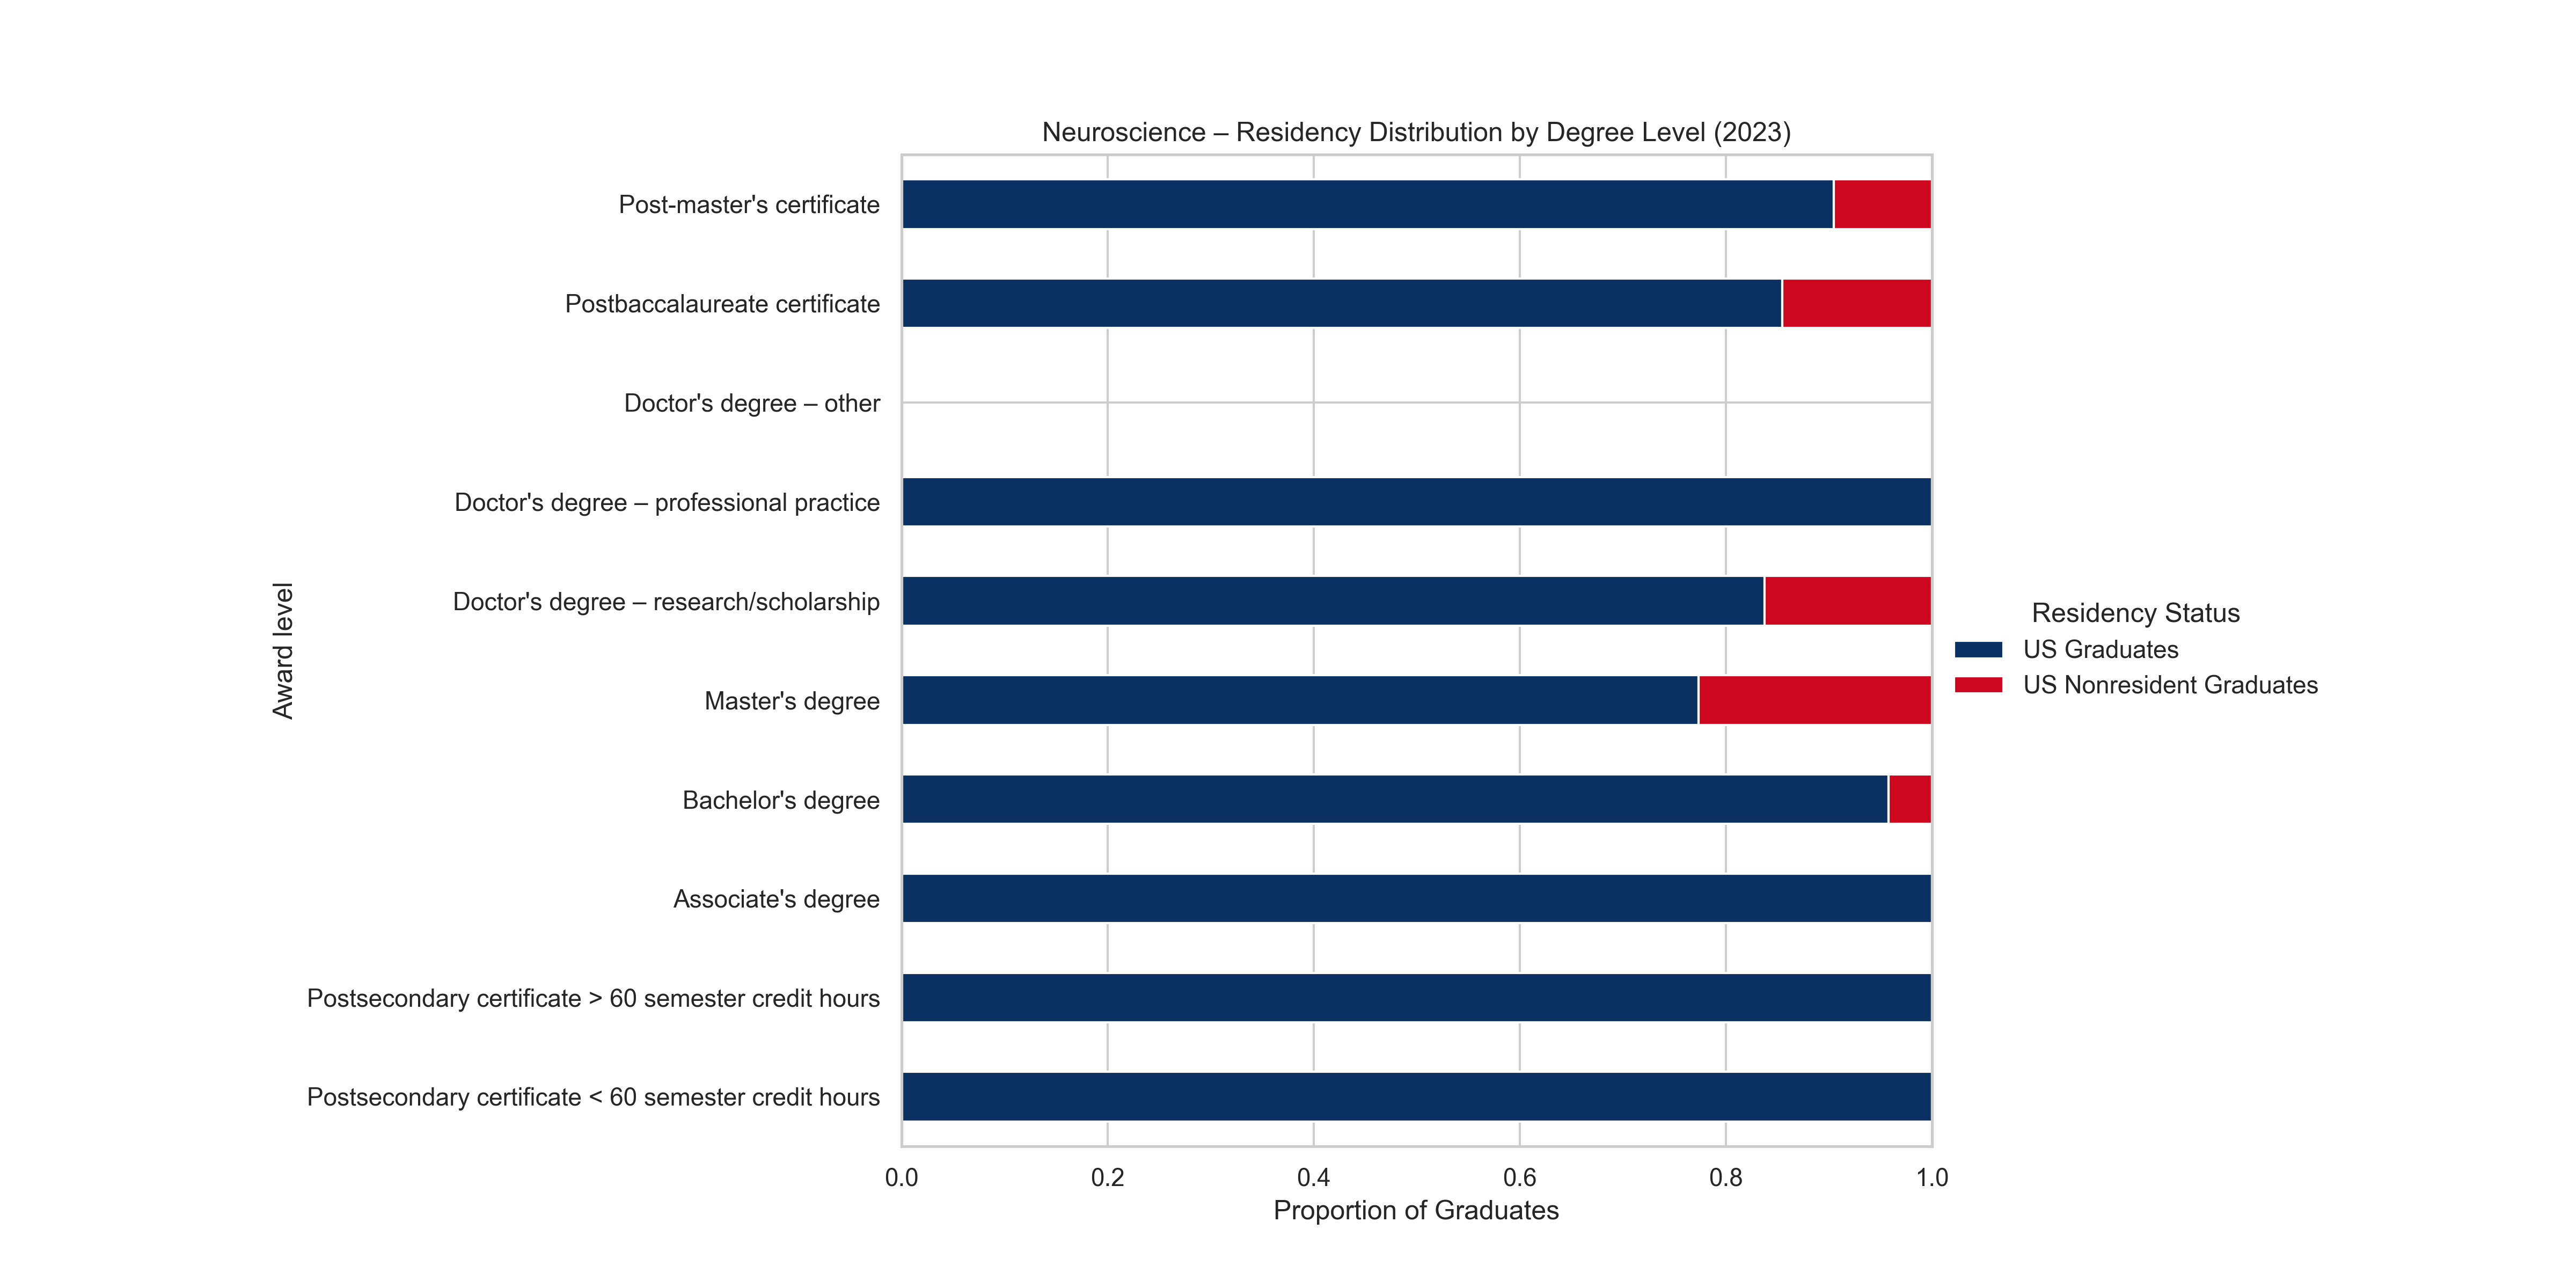 Neuroscience – Residency Distribution by Degree Level (2023)
Award level
Post-master's certificate
Postbaccalaureate certificate
Doctor's degree – other
Doctor's degree – professional practice
Doctor's degree – research/scholarship
Master's degree
Bachelor's degree
Associate's degree
Postsecondary certificate > 60 semester credit hours
Postsecondary certificate < 60 semester credit hours
0.0 0.2 0.4 0.6 0.8 1.0
Proportion of Graduates
Residency Status
US Graduates
US Nonresident Graduates